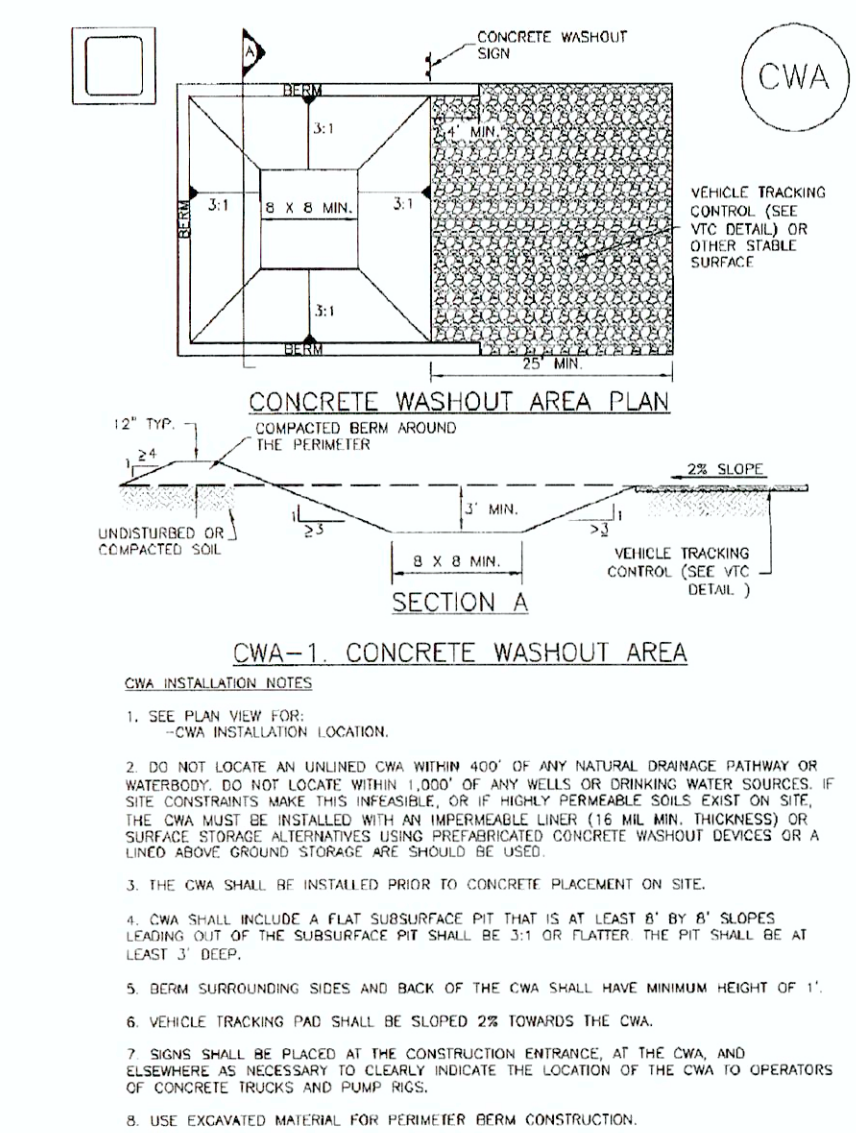 CONCRETE WASHOUT
SIGN
A
CWA
BERM
3:1
4' MIN.
VEHICLE TRACKING
CONTROL (SEE
VTC DETAIL) OR
OTHER STABLE
SURFACE
BERM
3:1
8 X 8 MIN.
3:1
3:1
BERM
25' MIN.
CONCRETE WASHOUT AREA PLAN
12" TYP.
COMPACTED BERM AROUND
THE PERIMETER
1
≥4
2% SLOPE
3' MIN.
1
≥3
>3
1
UNDISTURBED OR
COMPACTED SOIL
8 X 8 MIN.
VEHICLE TRACKING
CONTROL (SEE VTC
DETAIL )
SECTION A
CWA-1. CONCRETE WASHOUT AREA
CWA INSTALLATION NOTES
1. SEE PLAN VIEW FOR:
-CWA INSTALLATION LOCATION.
2. DO NOT LOCATE AN UNLINED CWA WITHIN 400' OF ANY NATURAL DRAINAGE PATHWAY OR
WATERBODY. DO NOT LOCATE WITHIN 1,000' OF ANY WELLS OR DRINKING WATER SOURCES. IF
SITE CONSTRAINTS MAKE THIS INFEASIBLE, OR IF HIGHLY PERMEABLE SOILS EXIST ON SITE,
THE CWA MUST BE INSTALLED WITH AN IMPERMEABLE LINER (16 MIL MIN. THICKNESS) OR
SURFACE STORAGE ALTERNATIVES USING PREFABRICATED CONCRETE WASHOUT DEVICES OR A
LINED ABOVE GROUND STORAGE ARE SHOULD BE USED.
3. THE CWA SHALL BE INSTALLED PRIOR TO CONCRETE PLACEMENT ON SITE.
4. CWA SHALL INCLUDE A FLAT SUBSURFACE PIT THAT IS AT LEAST 8' BY 8' SLOPES
LEADING OUT OF THE SUBSURFACE PIT SHALL BE 3:1 OR FLATTER. THE PIT SHALL BE AT
LEAST 3' DEEP.
5. BERM SURROUNDING SIDES AND BACK OF THE CWA SHALL HAVE MINIMUM HEIGHT OF 1'.
6. VEHICLE TRACKING PAD SHALL BE SLOPED 2% TOWARDS THE CWA.
7. SIGNS SHALL BE PLACED AT THE CONSTRUCTION ENTRANCE, AT THE CWA, AND
ELSEWHERE AS NECESSARY TO CLEARLY INDICATE THE LOCATION OF THE CWA TO OPERATORS
OF CONCRETE TRUCKS AND PUMP RIGS.
8. USE EXCAVATED MATERIAL FOR PERIMETER BERM CONSTRUCTION.